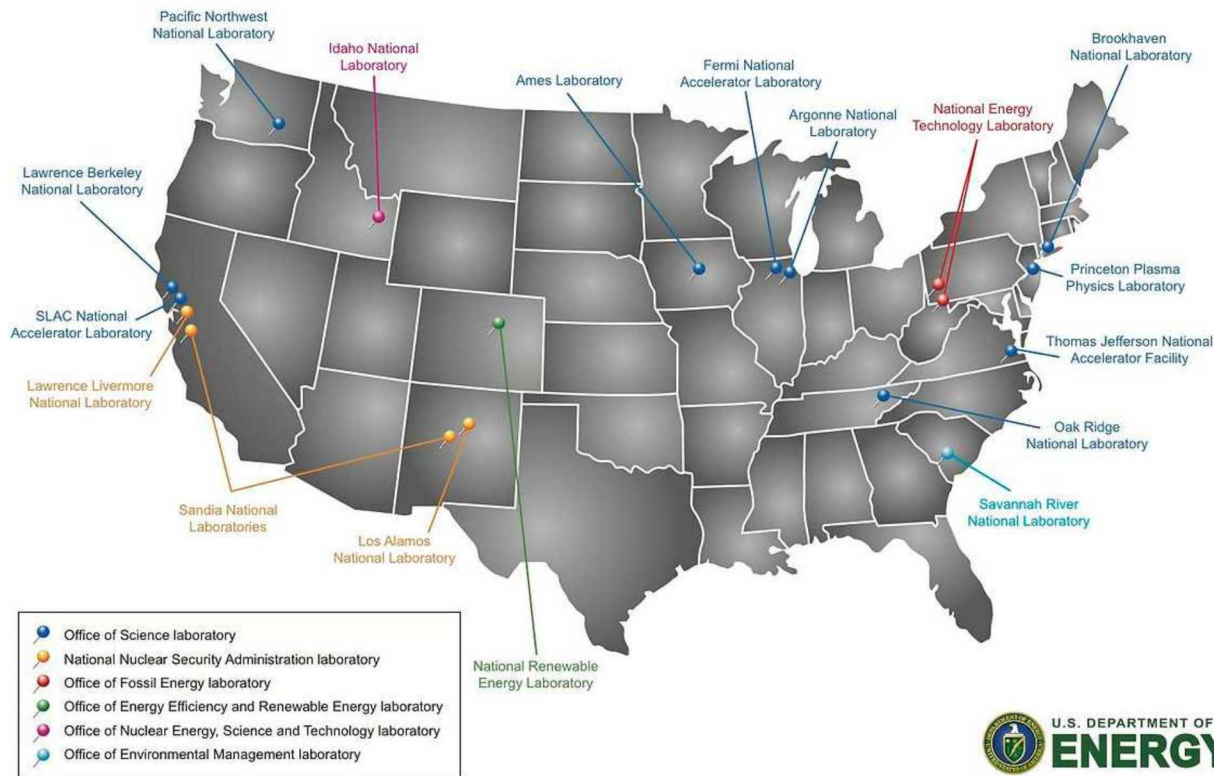 Pacific Northwest
National Laboratory
Idaho National
Laboratory
Ames Laboratory
Fermi National
Accelerator Laboratory
Argonne National
Laboratory
National Energy
Technology Laboratory
Brookhaven
National Laboratory
Lawrence Berkeley
National Laboratory
SLAC National
Accelerator Laboratory
Lawrence Livermore
National Laboratory
Princeton Plasma
Physics Laboratory
Thomas Jefferson National
Accelerator Facility
Oak Ridge
National Laboratory
Savannah River
National Laboratory
Sandia National
Laboratories
Los Alamos
National Laboratory
National Renewable
Energy Laboratory
Office of Science laboratory
National Nuclear Security Administration laboratory
Office of Fossil Energy laboratory
Office of Energy Efficiency and Renewable Energy laboratory
Office of Nuclear Energy, Science and Technology laboratory
Office of Environmental Management laboratory
U.S. DEPARTMENT OF
ENERGY